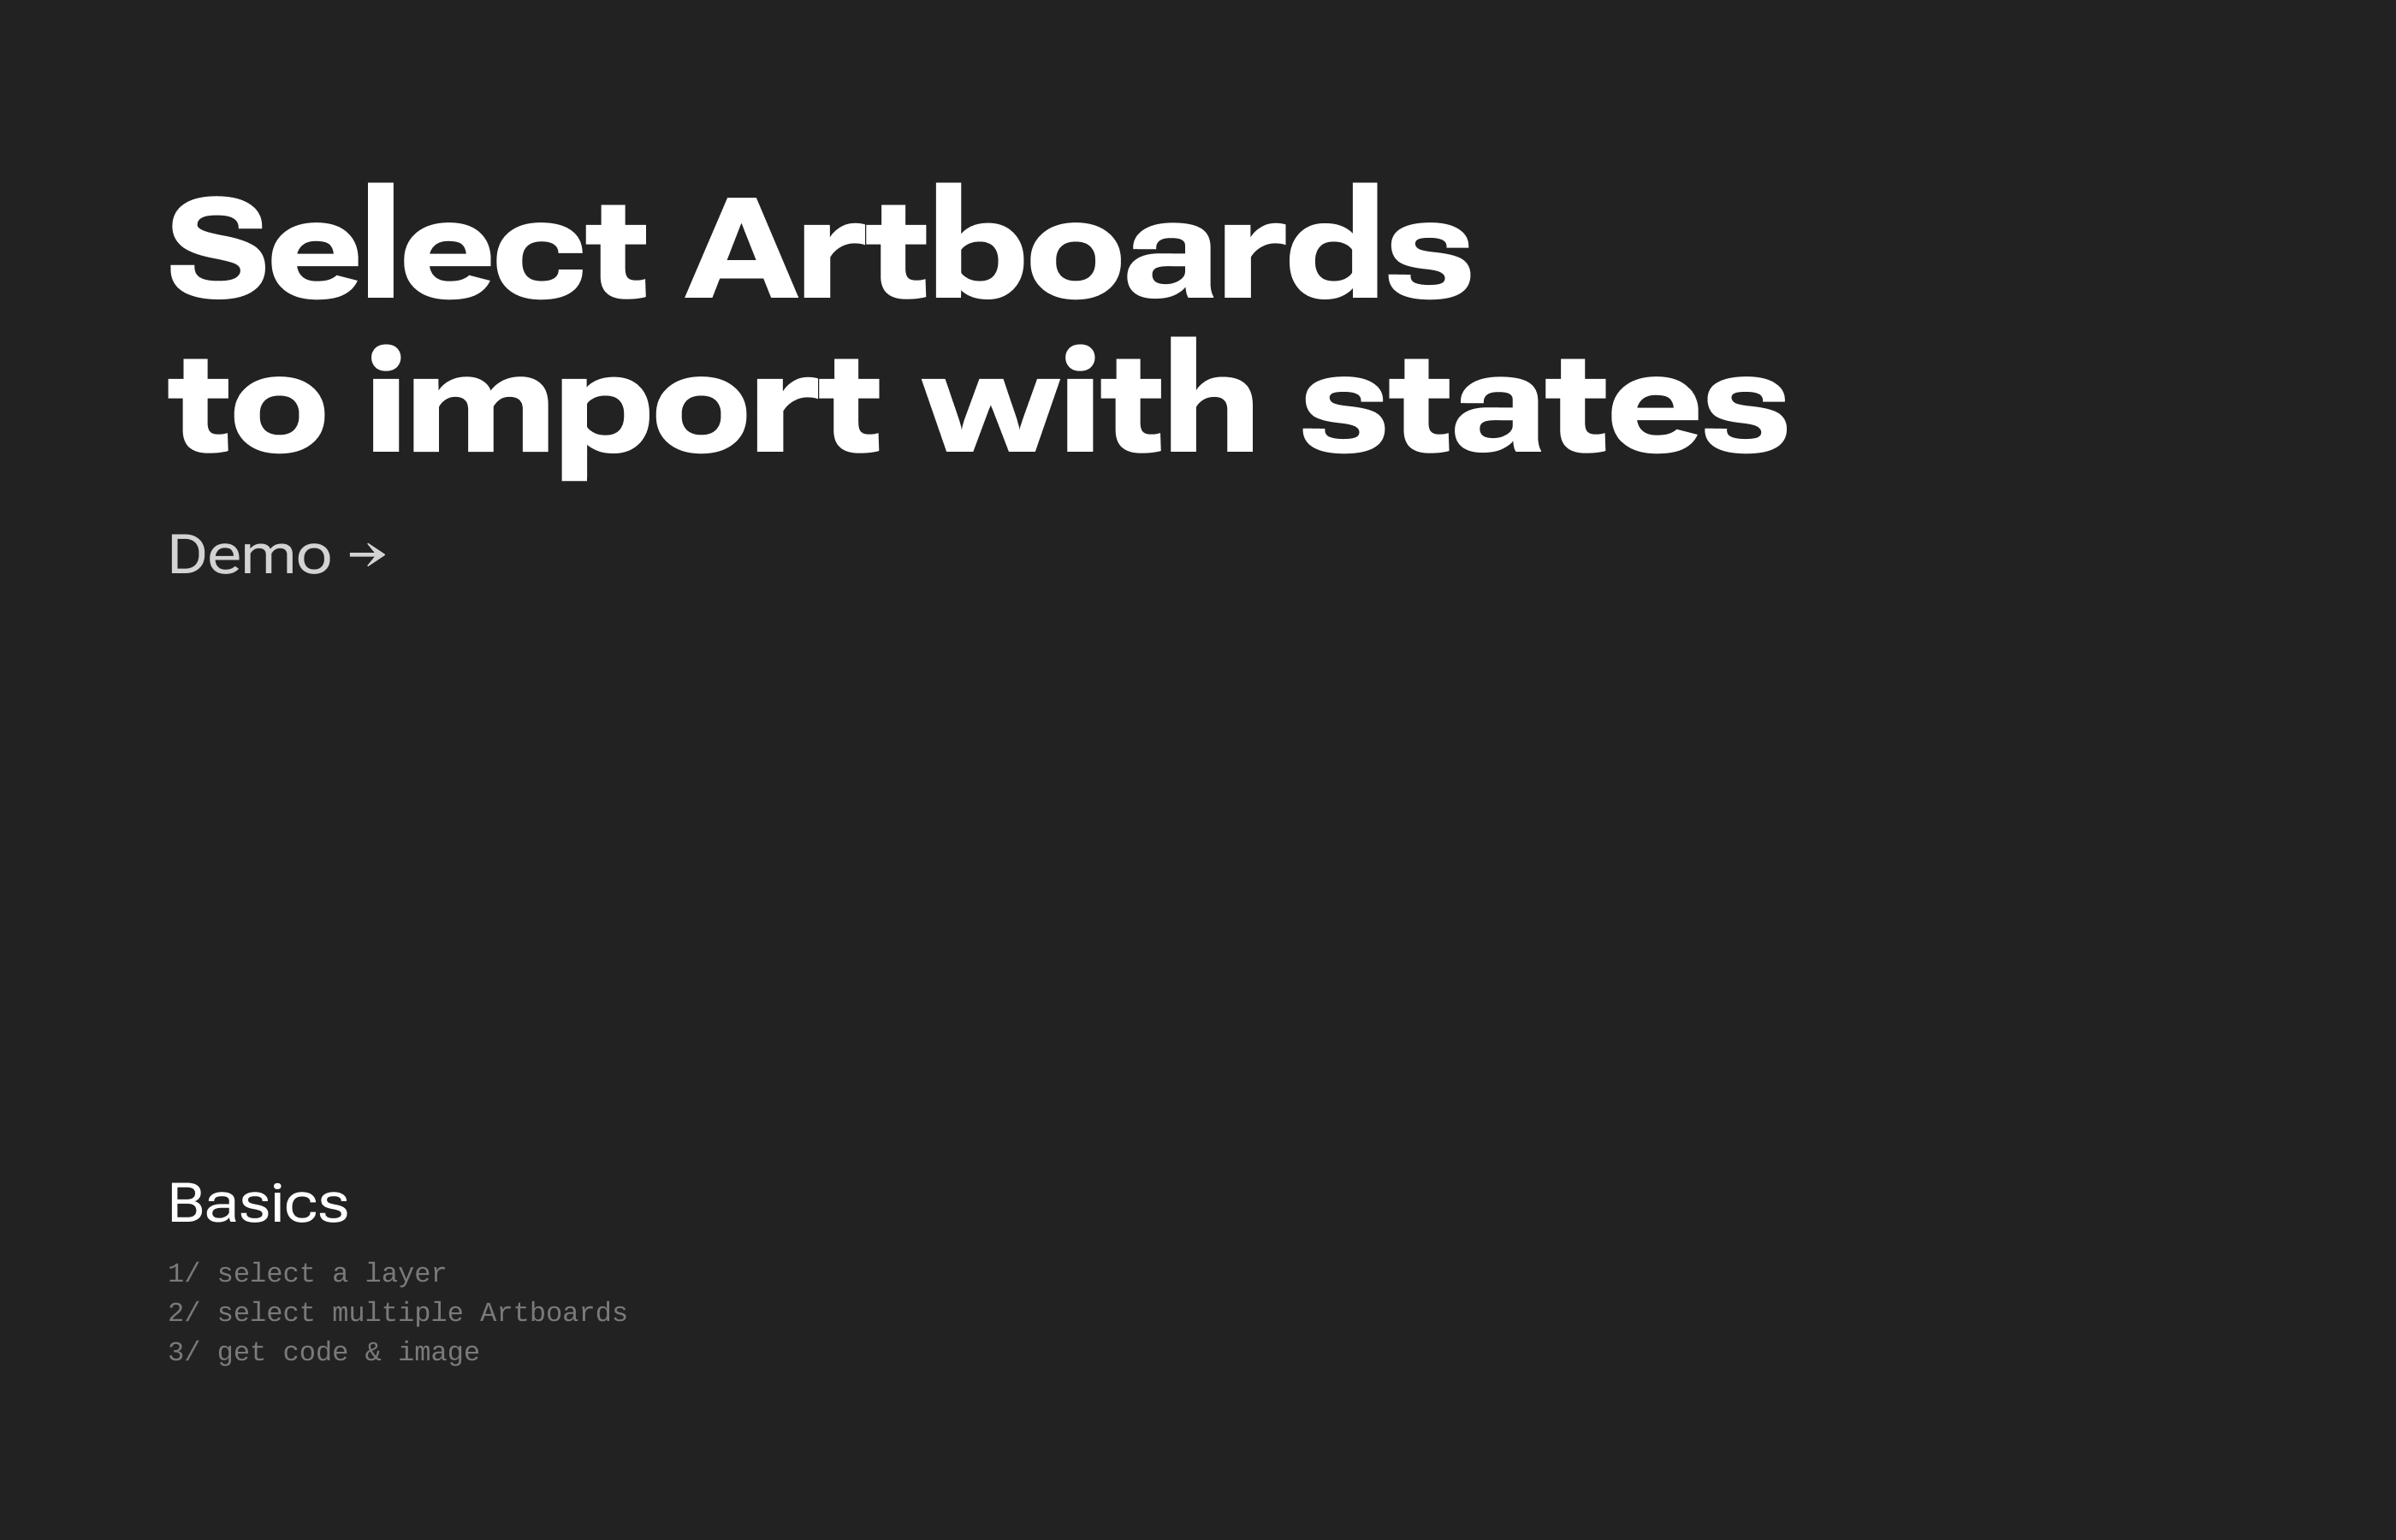 Select Artboards
to import with states
Demo →
Basics
1/ select a layer
2/ select multiple Artboards
3/ get code & image